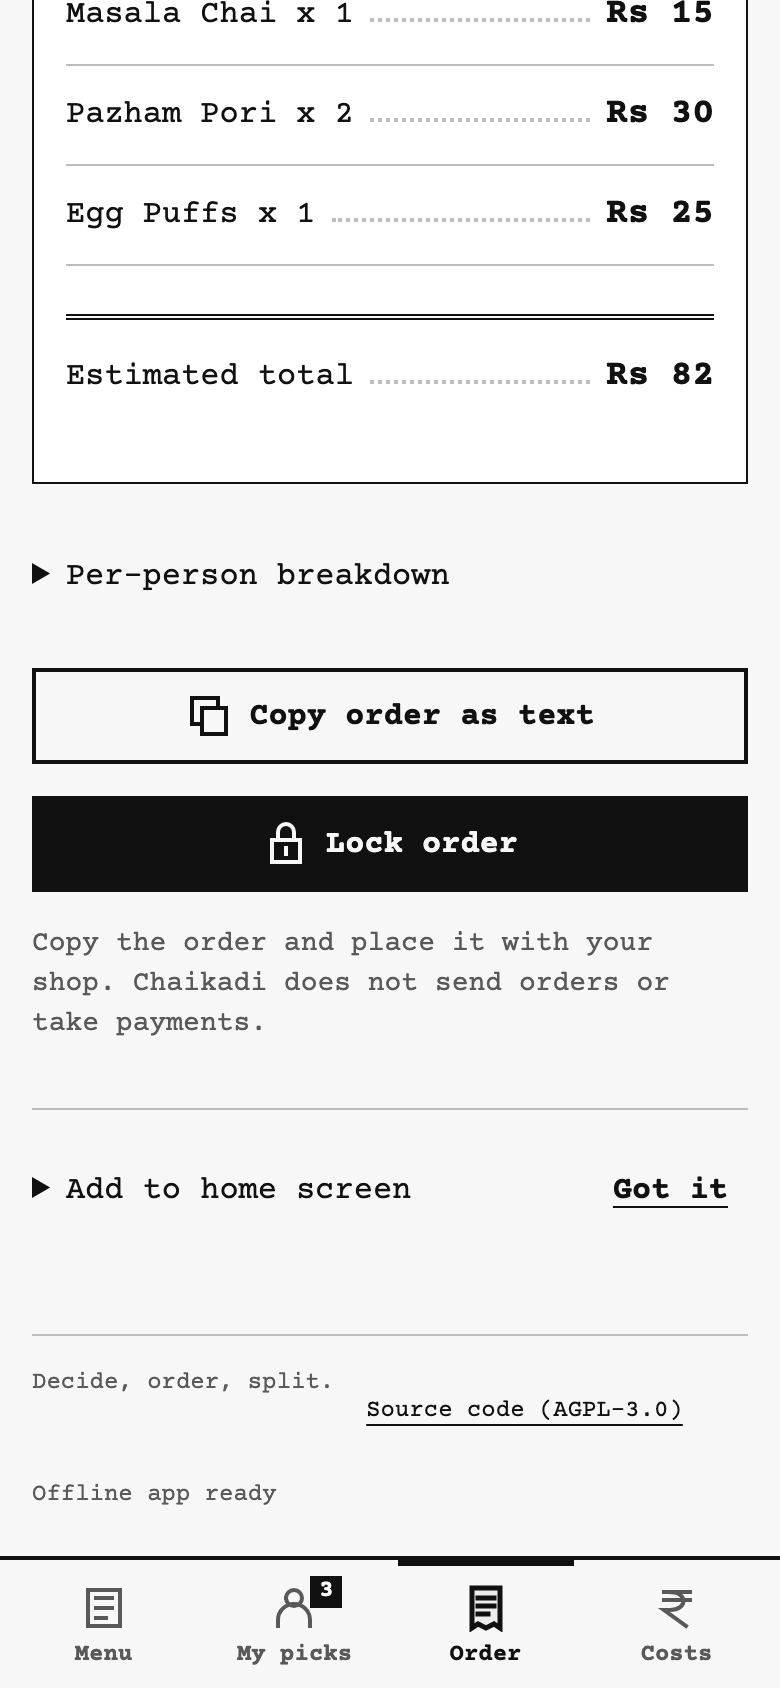 Masala Chai x 1 Rs 15
Pazham Pori x 2 Rs 30
Egg Puffs x 1 Rs 25
Estimated total Rs 82
Per-person breakdown
Copy order as text
Lock order
Copy the order and place it with your
shop. Chaikadi does not send orders or
take payments.
Add to home screen Got it
Decide, order, split.
Source code (AGPL-3.0)
Offline app ready
3
Menu My picks Order Costs